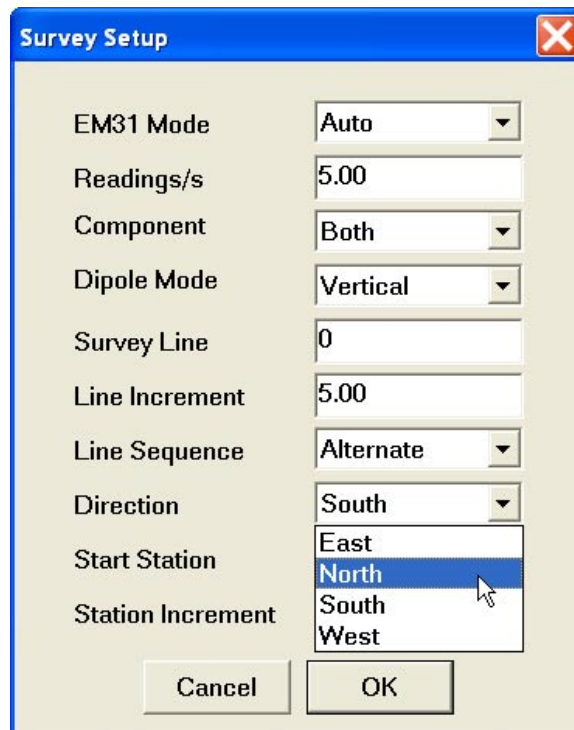 Survey Setup
EM31 Mode Auto
Readings/s 5.00
Component Both
Dipole Mode Vertical
Survey Line 0
Line Increment 5.00
Line Sequence Alternate
Direction South
East
Start Station
North
South
Station Increment
West
Cancel OK